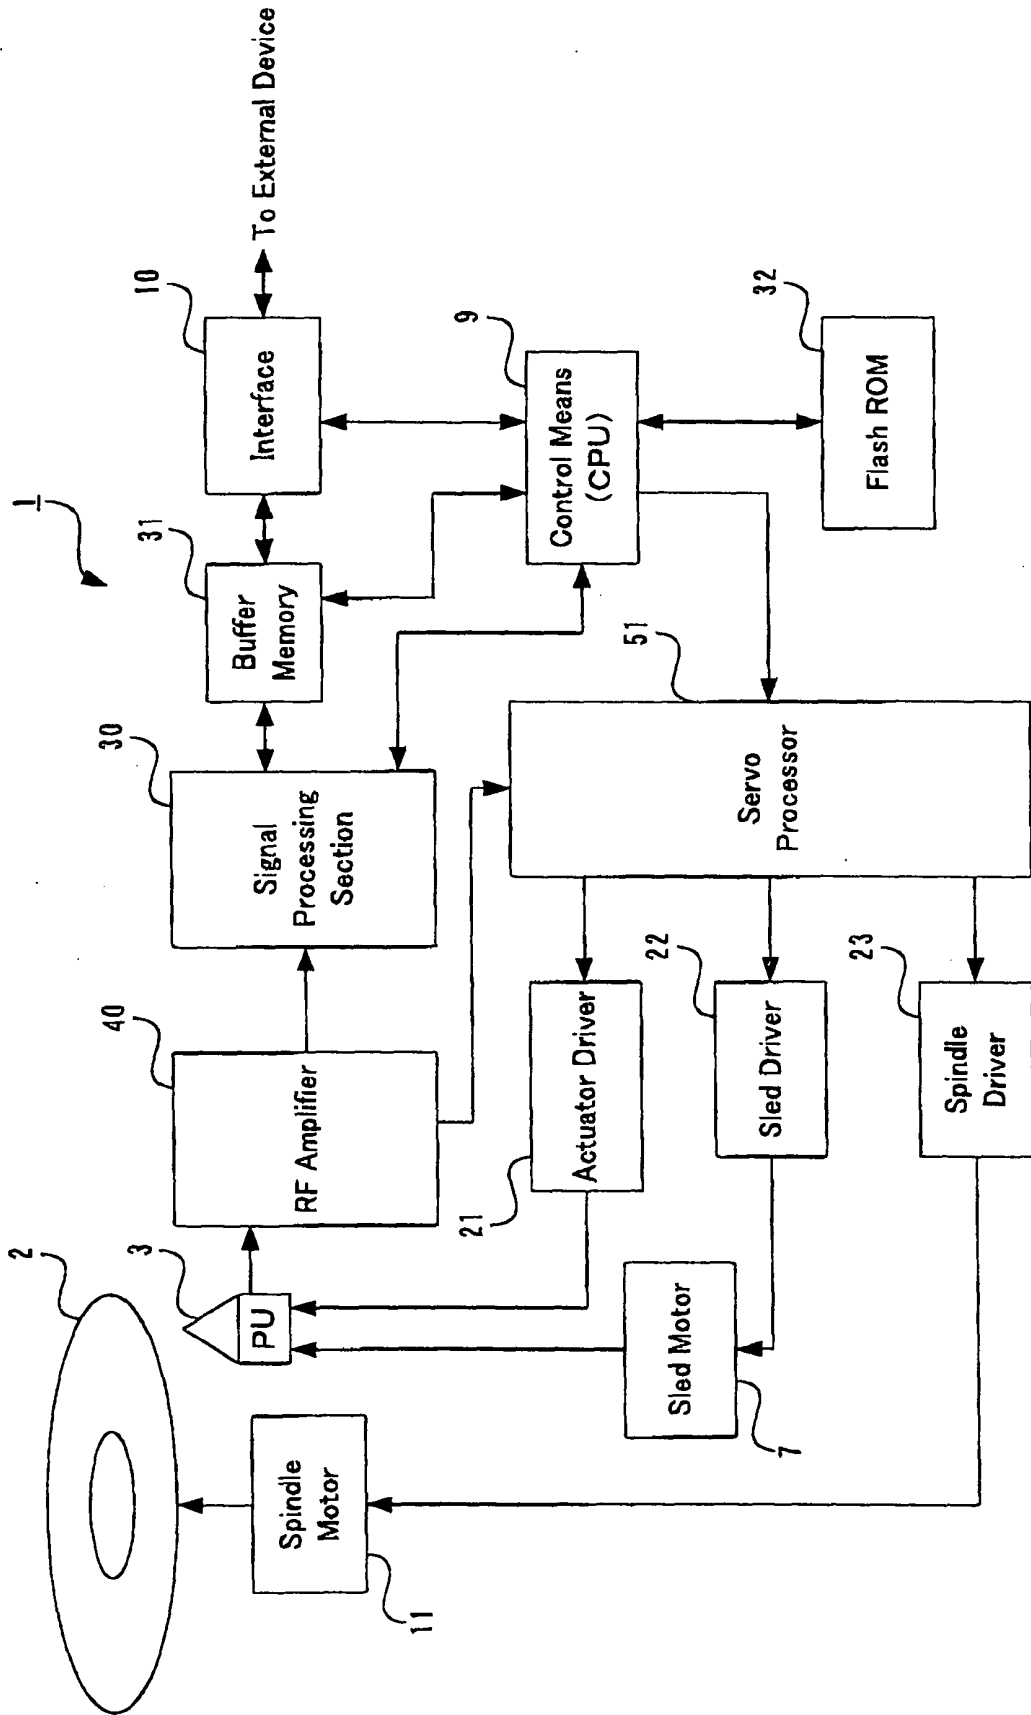 1
2
3
PU
40
RF Amplifier
30
Signal
Processing
Section
31
Buffer
Memory
10
Interface
To External Device
11
Spindle
Motor
7
Sled Motor
21
Actuator Driver
22
Sled Driver
23
Spindle
Driver
51
Servo
Processor
9
Control Means
(CPU)
32
Flash ROM